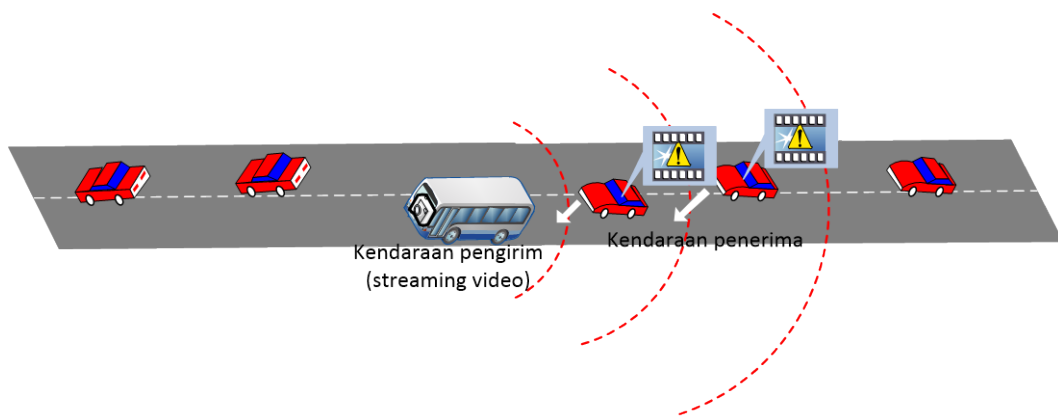 Kendaraan pengirim
(streaming video)
Kendaraan penerima